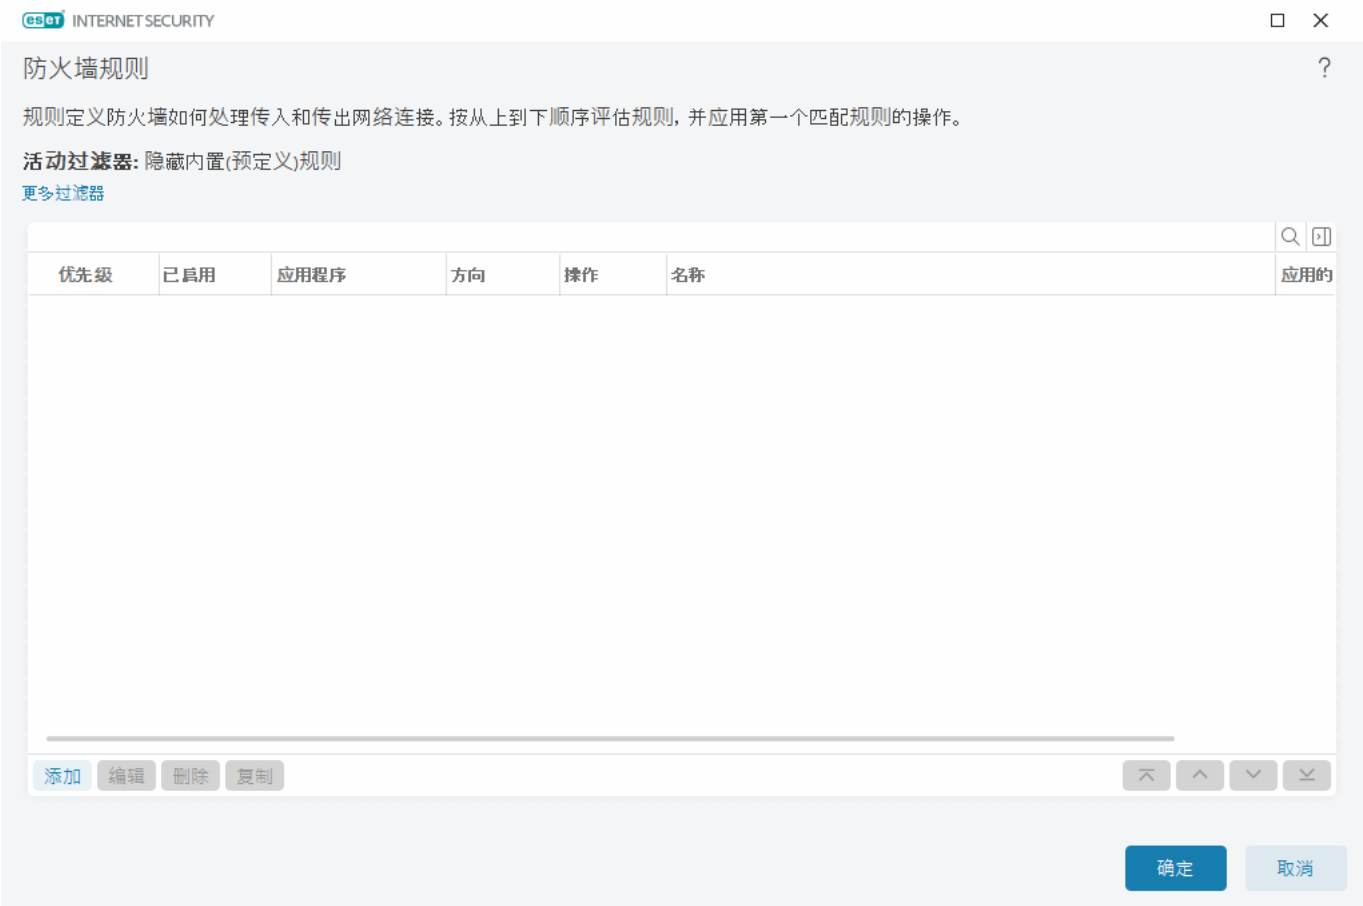 eset INTERNET SECURITY
防火墙规则
?
规则定义防火墙如何处理传入和传出网络连接。按从上到下顺序评估规则, 并应用第一个匹配规则的操作。
活动过滤器: 隐藏内置(预定义)规则
更多过滤器
优先级 已启用 应用程序 方向 操作 名称 应用的
添加 编辑 删除 复制
确定 取消